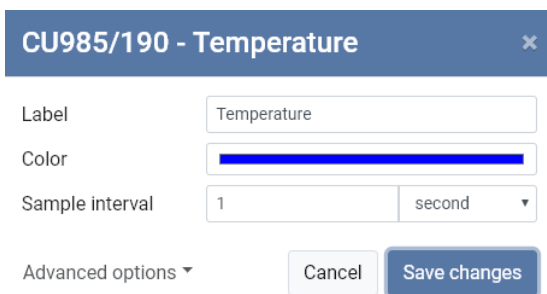 CU985/190 - Temperature ×
Label Temperature
Color
Sample interval 1 second
Advanced options Cancel Save changes